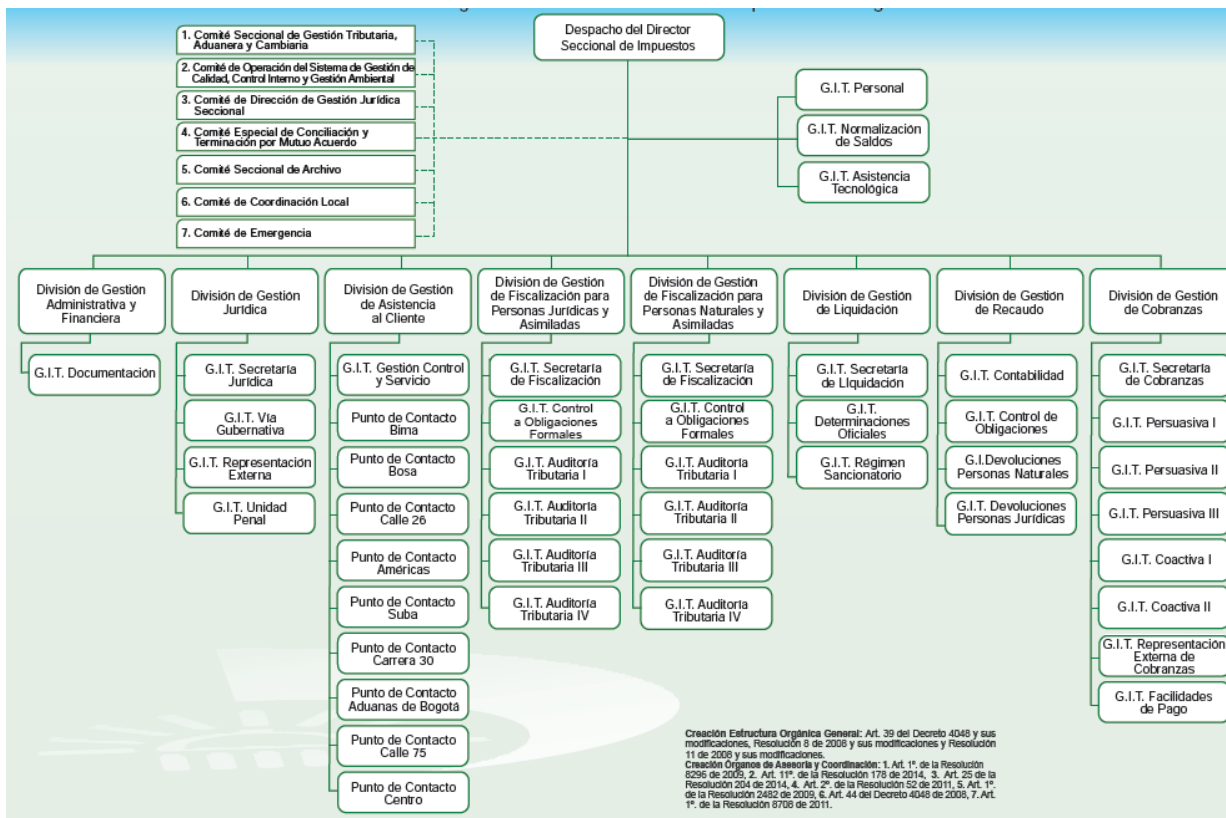 Despacho del Director
Seccional de Impuestos
1. Comité Seccional de Gestión Tributaria,
Aduanera y Cambiaria
2. Comité de Operación del Sistema de Gestión de
Calidad, Control Interno y Gestión Ambiental
3. Comité de Dirección de Gestión Jurídica
Seccional
4. Comité Especial de Conciliación y
Terminación por Mutuo Acuerdo
5. Comité Seccional de Archivo
6. Comité de Coordinación Local
7. Comité de Emergencia
G.I.T. Personal
G.I.T. Normalización
de Saldos
G.I.T. Asistencia
Tecnológica
División de Gestión
Administrativa y
Financiera
G.I.T. Documentación
División de Gestión
Jurídica
G.I.T. Secretaría
Jurídica
G.I.T. Vía
Gubernativa
G.I.T. Representación
Externa
G.I.T. Unidad
Penal
División de Gestión
de Asistencia
al Cliente
G.I.T. Gestión Control
y Servicio
Punto de Contacto
Bima
Punto de Contacto
Bosa
Punto de Contacto
Calle 26
Punto de Contacto
Américas
Punto de Contacto
Suba
Punto de Contacto
Carrera 30
Punto de Contacto
Aduanas de Bogotá
Punto de Contacto
Calle 75
Punto de Contacto
Centro
División de Gestión
de Fiscalización para
Personas Jurídicas y
Asimiladas
G.I.T. Secretaría
de Fiscalización
G.I.T. Control
a Obligaciones
Formales
G.I.T. Auditoría
Tributaria I
G.I.T. Auditoría
Tributaria II
G.I.T. Auditoría
Tributaria III
G.I.T. Auditoría
Tributaria IV
División de Gestión
de Fiscalización para
Personas Naturales y
Asimiladas
G.I.T. Secretaría
de Fiscalización
G.I.T. Control
a Obligaciones
Formales
G.I.T. Auditoría
Tributaria I
G.I.T. Auditoría
Tributaria II
G.I.T. Auditoría
Tributaria III
G.I.T. Auditoría
Tributaria IV
División de Gestión
de Liquidación
G.I.T. Secretaría
de LIquidación
G.I.T.
Determinaciones
Oficiales
G.I.T. Régimen
Sancionatorio
División de Gestión
de Recaudo
G.I.T. Contabilidad
G.I.T. Control de
Obligaciones
G.I.Devoluciones
Personas Naturales
G.I.T. Devoluciones
Personas Jurídicas
División de Gestión
de Cobranzas
G.I.T. Secretaría
de Cobranzas
G.I.T. Persuasiva I
G.I.T. Persuasiva II
G.I.T. Persuasiva III
G.I.T. Coactiva I
G.I.T. Coactiva II
G.I.T. Representación
Externa de
Cobranzas
G.I.T. Facilidades
de Pago
Creación Estructura Orgánica General: Art. 39 del Decreto 4048 y sus
modificaciones, Resolución 8 de 2008 y sus modificaciones y Resolución
11 de 2008 y sus modificaciones.
Creación Órganos de Asesoría y Coordinación: 1. Art. 1º. de la Resolución
8296 de 2009, 2. Art. 11º. de la Resolución 178 de 2014, 3. Art. 25 de la
Resolución 204 de 2014, 4. Art. 2º. de la Resolución 52 de 2011, 5. Art. 1º.
de la Resolución 2482 de 2009, 6. Art. 44 del Decreto 4048 de 2008, 7. Art.
1º. de la Resolución 8708 de 2011.